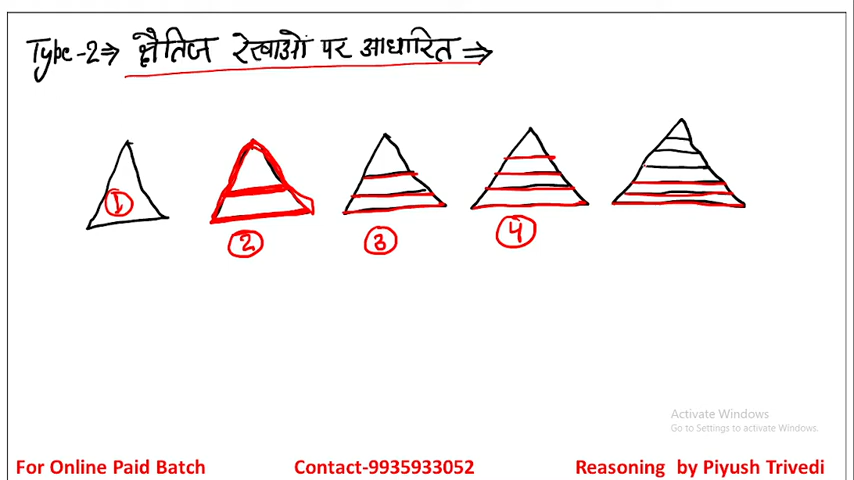 Type-2⇒ क्षैतिज रेखाओं पर आधारित ⇒
1
2 3 4
Activate Windows
Go to Settings to activate Windows.
For Online Paid Batch Contact-9935933052 Reasoning by Piyush Trivedi